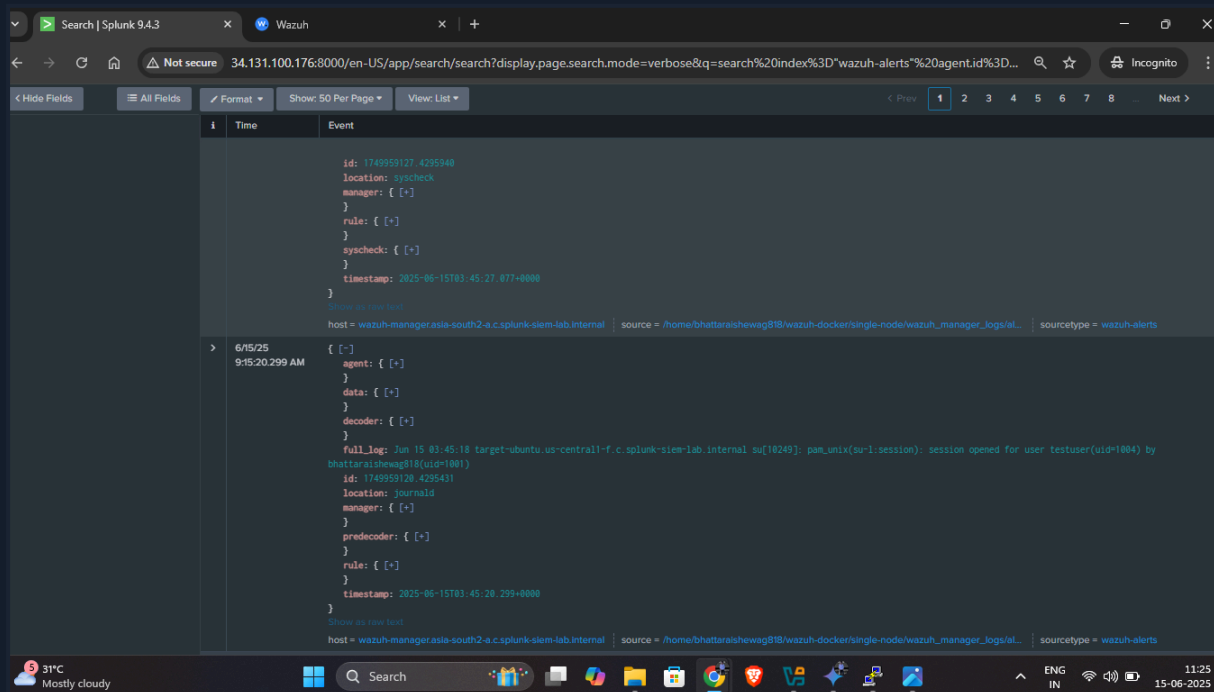 Search | Splunk 9.4.3
Wazuh
Not secure 34.131.100.176:8000/en-US/app/search/search?display.page.search.mode=verbose&q=search%20index%3D"wazuh-alerts"%20agent.id%3D... Incognito
< Hide Fields All Fields Format Show: 50 Per Page View: List < Prev 1 2 3 4 5 6 7 8 ... Next >
i Time Event
id: 1749959127.4295940
location: syscheck
manager: { [+]
}
rule: { [+]
}
syscheck: { [+]
}
timestamp: 2025-06-15T03:45:27.077+0000
}
Show as raw text
host = wazuh-manager.asia-south2-a.c.splunk-siem-lab.internal source = /home/bhattaraishewag818/wazuh-docker/single-node/wazuh_manager_logs/al... sourcetype = wazuh-alerts
> 6/15/25 { [-]
9:15:20.299 AM agent: { [+]
}
data: { [+]
}
decoder: { [+]
}
full_log: Jun 15 03:45:18 target-ubuntu.us-central1-f.c.splunk-siem-lab.internal su[10249]: pam_unix(su-l:session): session opened for user testuser(uid=1004) by
bhattaraishewag818(uid=1001)
id: 1749959120.4295431
location: journald
manager: { [+]
}
predecoder: { [+]
}
rule: { [+]
}
timestamp: 2025-06-15T03:45:20.299+0000
}
Show as raw text
host = wazuh-manager.asia-south2-a.c.splunk-siem-lab.internal source = /home/bhattaraishewag818/wazuh-docker/single-node/wazuh_manager_logs/al... sourcetype = wazuh-alerts
5 31°C
Mostly cloudy
Search
ENG
IN
11:25
15-06-2025